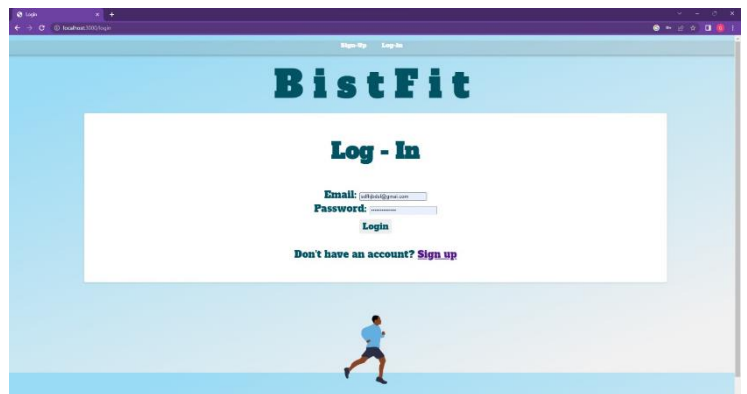 Login
localhost:3000/login
Sign-Up Log-in
BistFit
Log - In
Email:
Password:
Login
Don't have an account? Sign up